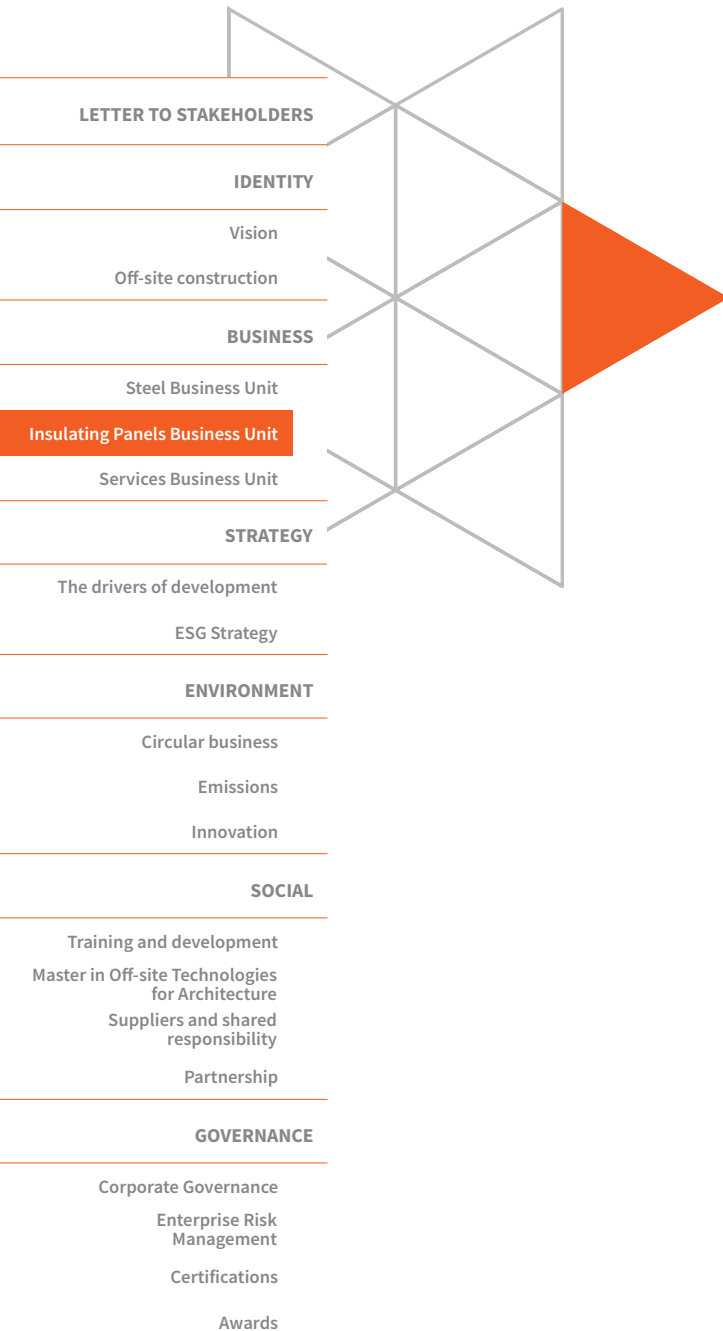 LETTER TO STAKEHOLDERS
IDENTITY
Vision
Off-site construction
BUSINESS
Steel Business Unit
Insulating Panels Business Unit
Services Business Unit
STRATEGY
The drivers of development
ESG Strategy
ENVIRONMENT
Circular business
Emissions
Innovation
SOCIAL
Training and development
Master in Off-site Technologies
for Architecture
Suppliers and shared
responsibility
Partnership
GOVERNANCE
Corporate Governance
Enterprise Risk
Management
Certifications
Awards